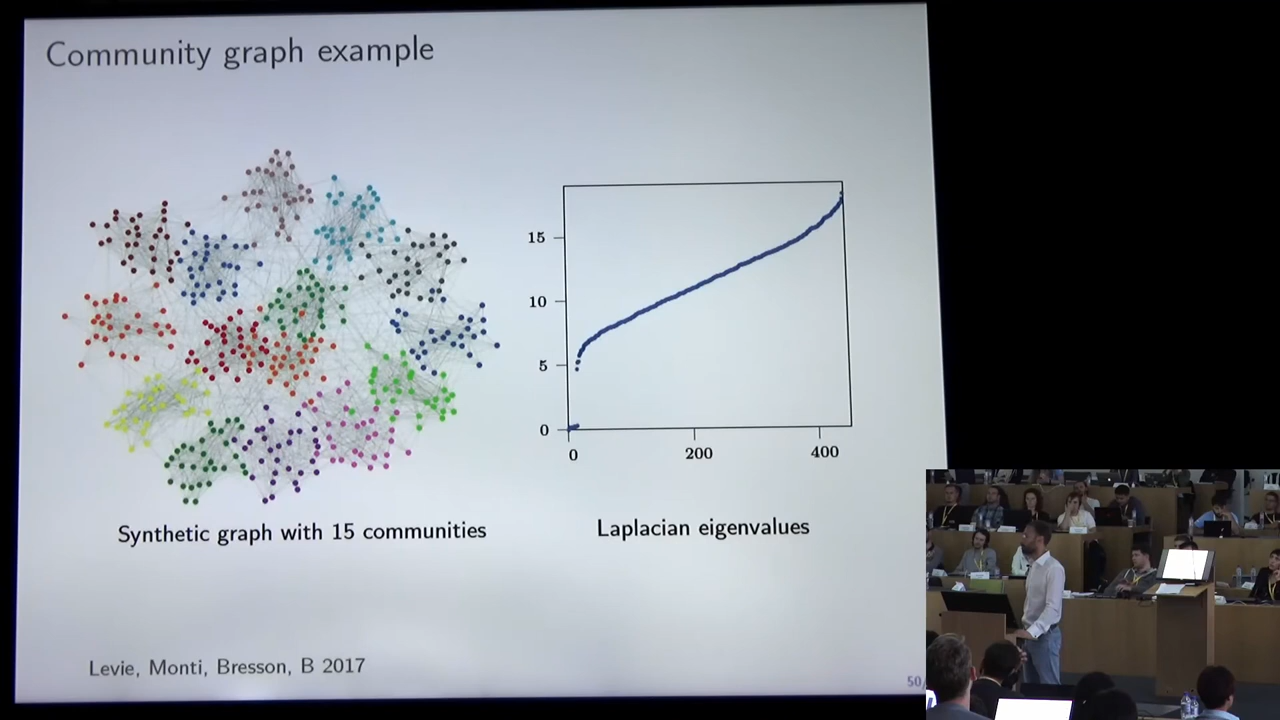 Community graph example
15
10
5
0
0 200 400
Synthetic graph with 15 communities
Laplacian eigenvalues
Levie, Monti, Bresson, B 2017
50/